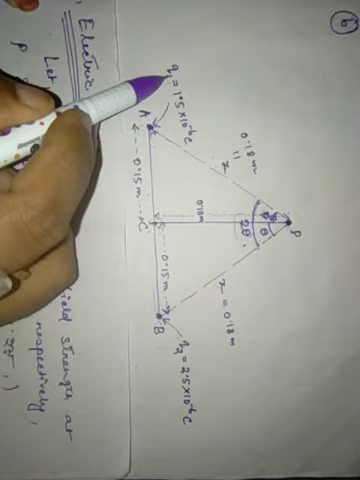 6
P
θ
θ
2θ
0.18 m
||
x
x = 0.18 m
0.10m
A
C
B
0.15m
0.15m
q₁ = 1.5×10⁻⁶C
q₂ = 2.5×10⁻⁶C
Electric
field strength at
Let
respectively,
P